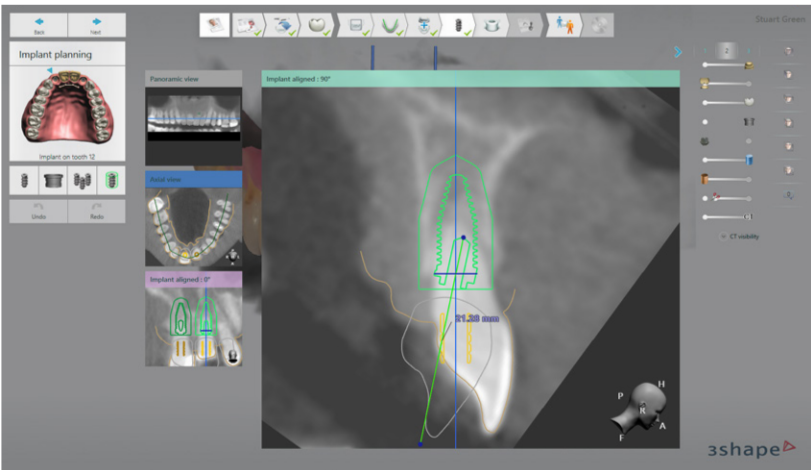 Stuart Green
Back
Next
Implant planning
Implant on tooth 12
Undo
Redo
Panoramic view
Axial view
Implant aligned : 0°
Implant aligned : 90°
21.28 mm
CT visibility
H
P
R
A
F
3shape